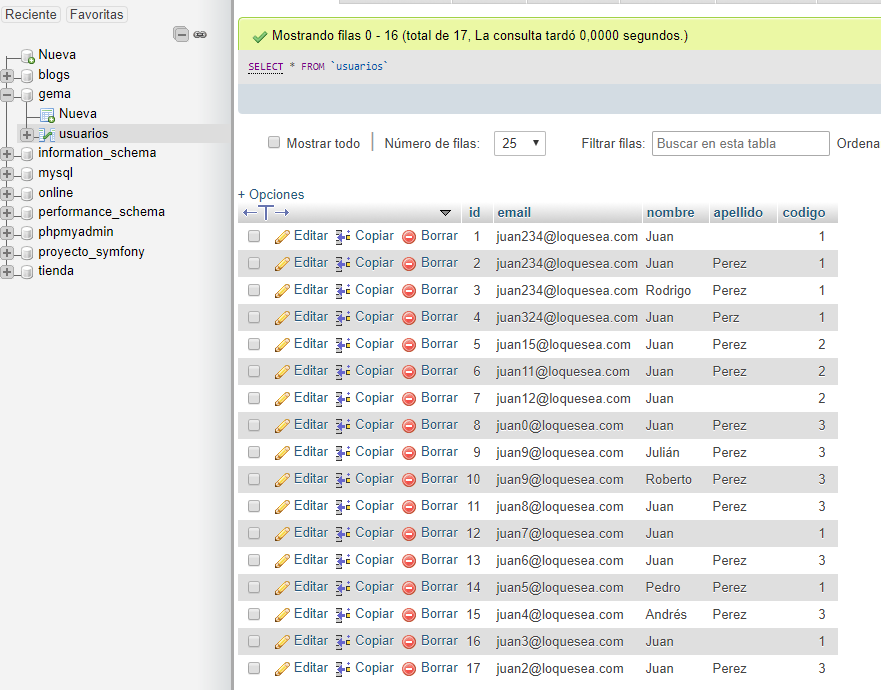 Reciente Favoritas
Nueva
blogs
gema
Nueva
usuarios
information_schema
mysql
online
performance_schema
phpmyadmin
proyecto_symfony
tienda
Mostrando filas 0 - 16 (total de 17, La consulta tardó 0,0000 segundos.)
SELECT * FROM `usuarios`
Mostrar todo Número de filas: 25 Filtrar filas: Buscar en esta tabla Ordena
+ Opciones
id email nombre apellido codigo
Editar Copiar Borrar 1 juan234@loquesea.com Juan 1
Editar Copiar Borrar 2 juan234@loquesea.com Juan Perez 1
Editar Copiar Borrar 3 juan234@loquesea.com Rodrigo Perez 1
Editar Copiar Borrar 4 juan324@loquesea.com Juan Perz 1
Editar Copiar Borrar 5 juan15@loquesea.com Juan Perez 2
Editar Copiar Borrar 6 juan11@loquesea.com Juan Perez 2
Editar Copiar Borrar 7 juan12@loquesea.com Juan 2
Editar Copiar Borrar 8 juan0@loquesea.com Juan Perez 3
Editar Copiar Borrar 9 juan9@loquesea.com Julián Perez 3
Editar Copiar Borrar 10 juan9@loquesea.com Roberto Perez 3
Editar Copiar Borrar 11 juan8@loquesea.com Juan Perez 3
Editar Copiar Borrar 12 juan7@loquesea.com Juan 1
Editar Copiar Borrar 13 juan6@loquesea.com Juan Perez 3
Editar Copiar Borrar 14 juan5@loquesea.com Pedro Perez 1
Editar Copiar Borrar 15 juan4@loquesea.com Andrés Perez 3
Editar Copiar Borrar 16 juan3@loquesea.com Juan 1
Editar Copiar Borrar 17 juan2@loquesea.com Juan Perez 3